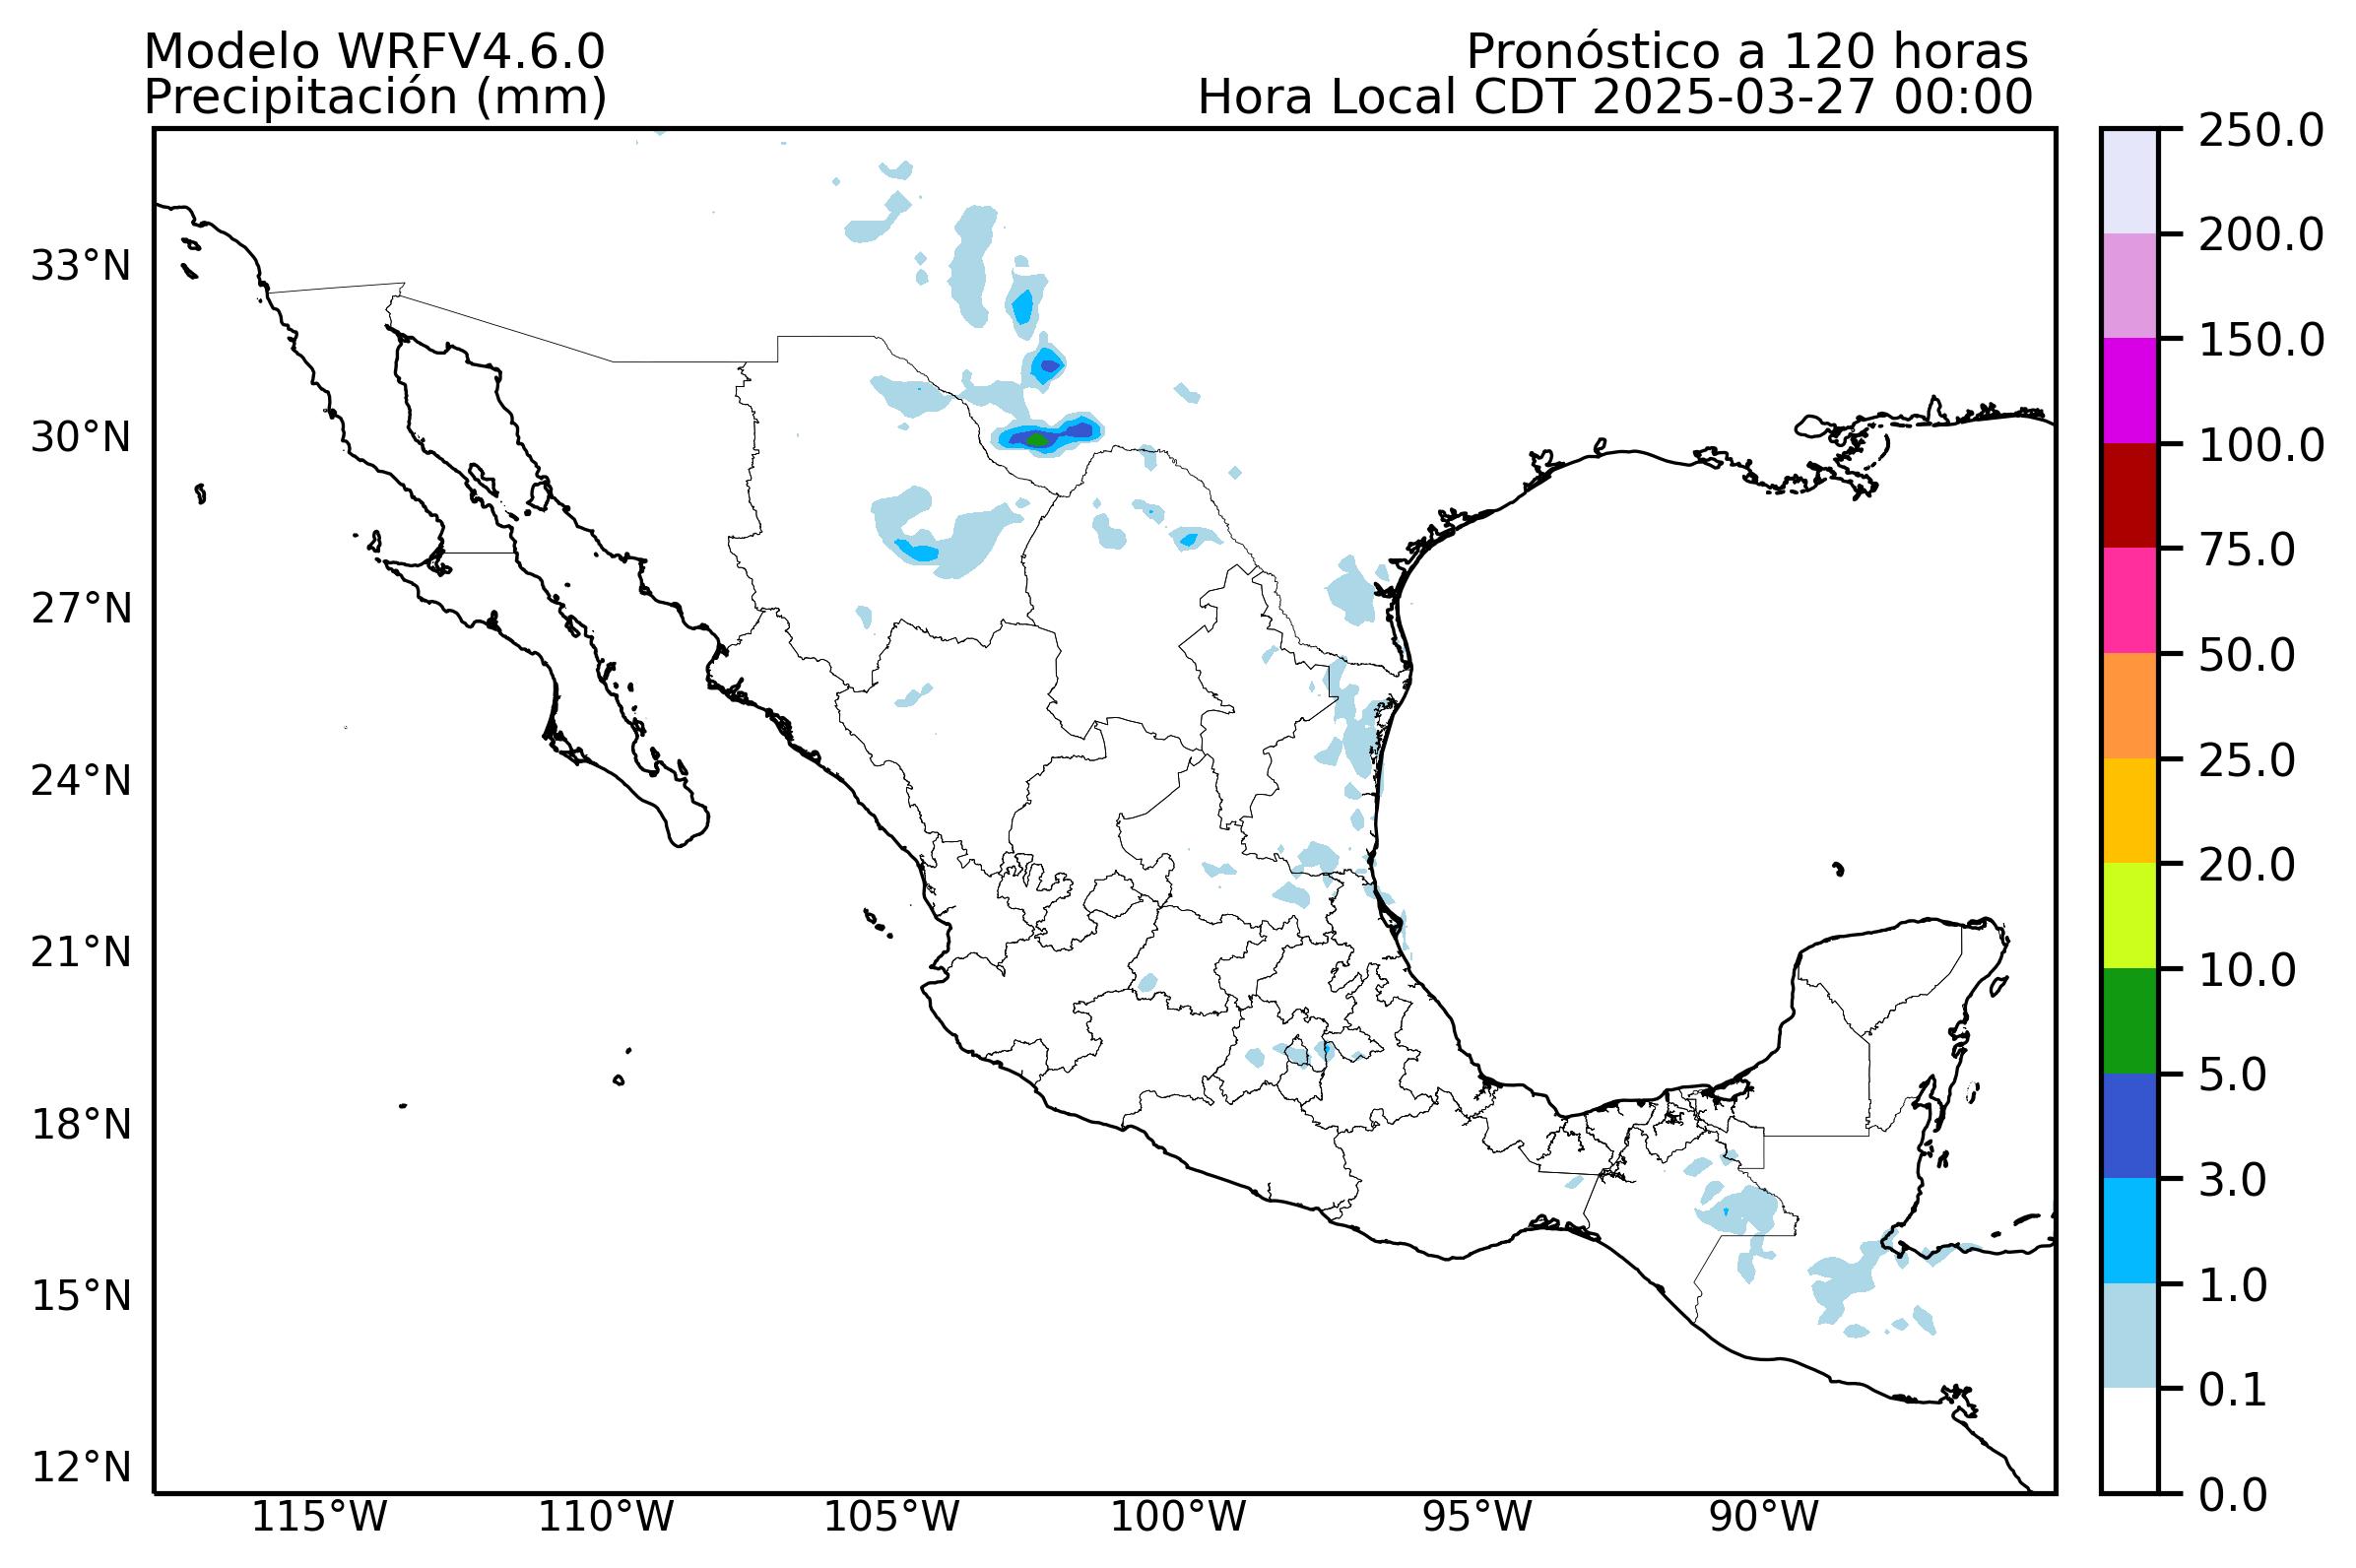 Modelo WRFV4.6.0
Pronóstico a 120 horas
Precipitación (mm)
Hora Local CDT 2025-03-27 00:00
33°N
30°N
27°N
24°N
21°N
18°N
15°N
12°N
115°W
110°W
105°W
100°W
95°W
90°W
250.0
200.0
150.0
100.0
75.0
50.0
25.0
20.0
10.0
5.0
3.0
1.0
0.1
0.0